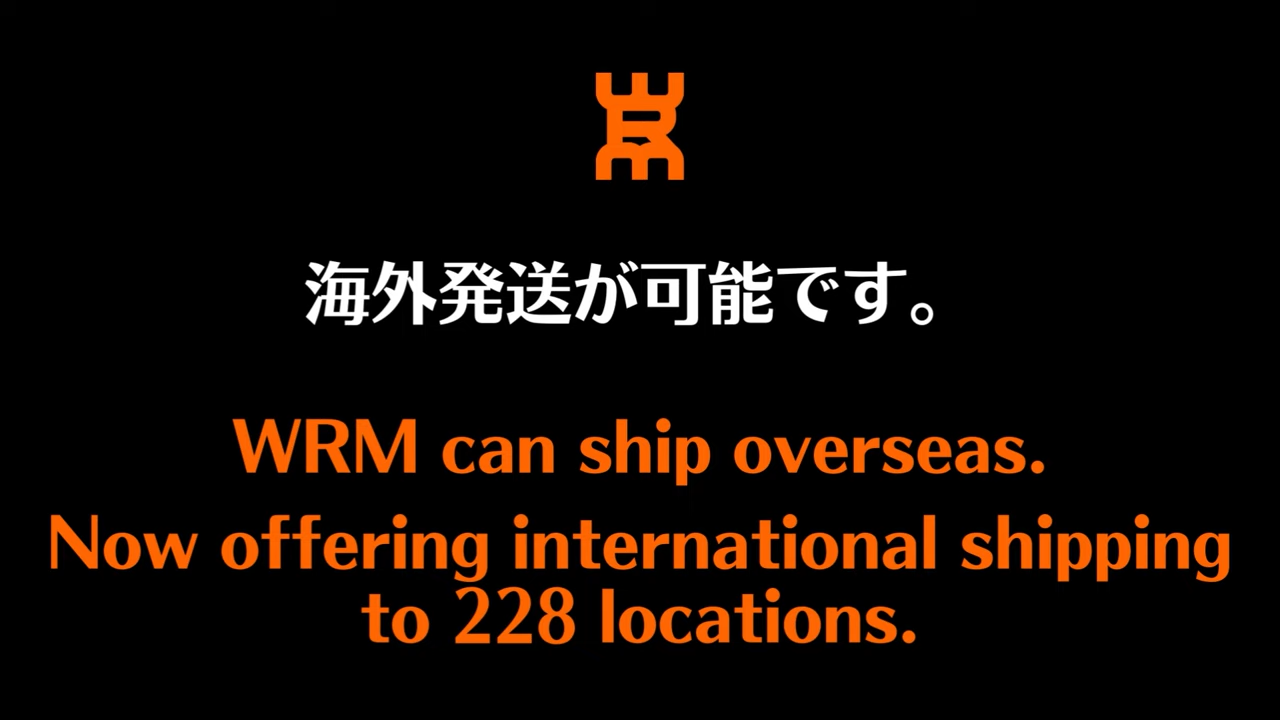 海外発送が可能です。
WRM can ship overseas.
Now offering international shipping
to 228 locations.